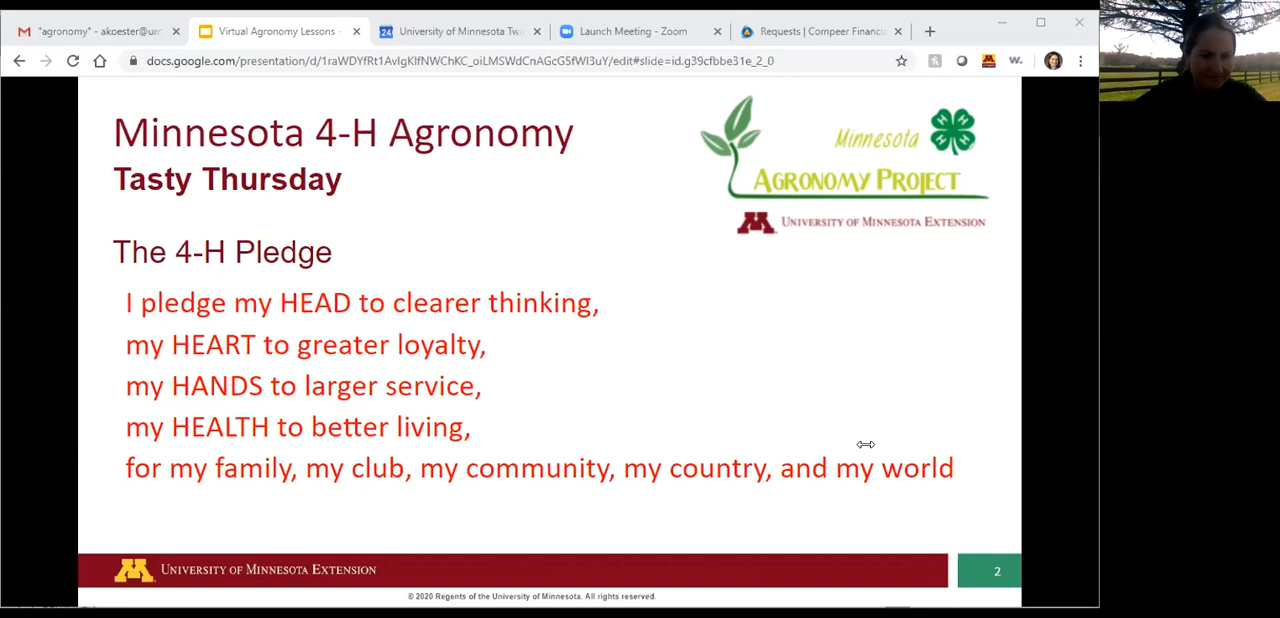 "agronomy" - akoester@um
Virtual Agronomy Lessons -
24
University of Minnesota Twi
Launch Meeting - Zoom
Requests | Compeer Financi
docs.google.com/presentation/d/1raWDYfRt1AvIgKIfNWChKC_oiLMSWdCnAGcG5fWI3uY/edit#slide=id.g39cfbbe31e_2_0
Minnesota 4-H Agronomy
Tasty Thursday
Minnesota
H H H H
AGRONOMY PROJECT
M UNIVERSITY OF MINNESOTA EXTENSION
The 4-H Pledge
I pledge my HEAD to clearer thinking,
my HEART to greater loyalty,
my HANDS to larger service,
my HEALTH to better living,
for my family, my club, my community, my country, and my world
M UNIVERSITY OF MINNESOTA EXTENSION
2
© 2020 Regents of the University of Minnesota. All rights reserved.